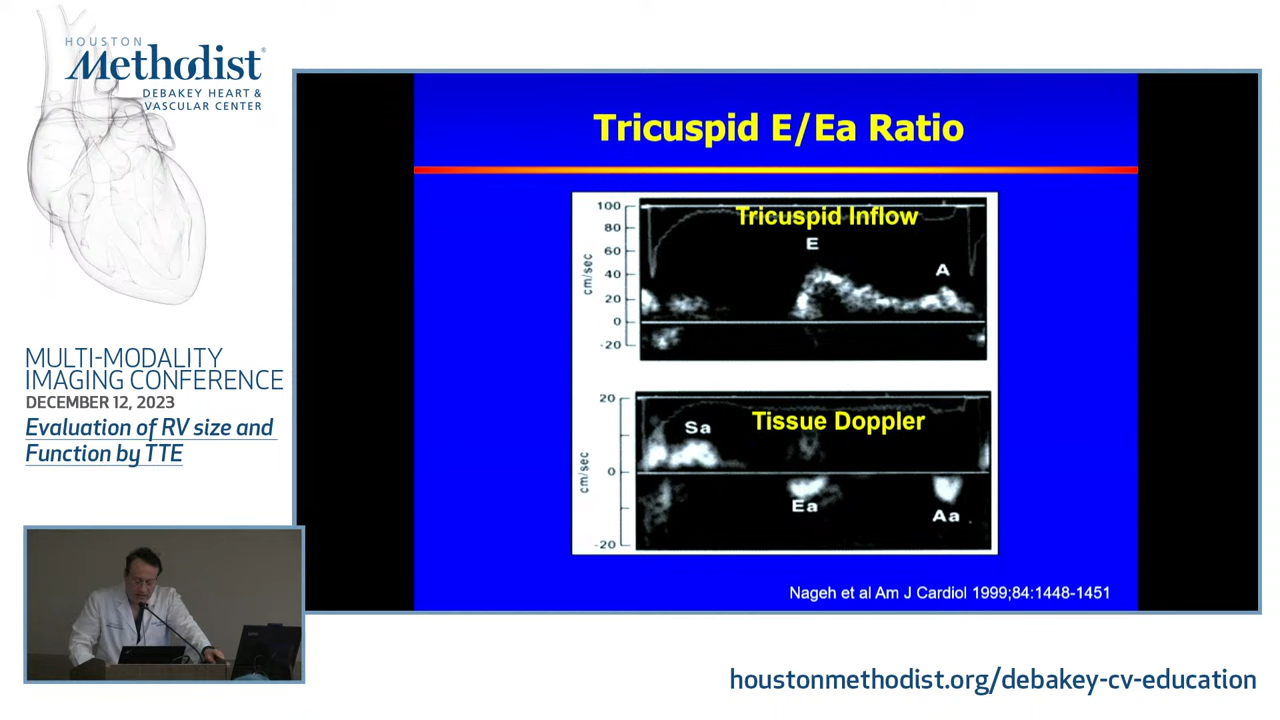 HOUSTON
Methodist®
DEBAKEY HEART &
VASCULAR CENTER
MULTI-MODALITY
IMAGING CONFERENCE
DECEMBER 12, 2023
Evaluation of RV size and
Function by TTE
Tricuspid E/Ea Ratio
Tricuspid Inflow
100
80
60
40
20
0
-20
cm/sec
E
A
Tissue Doppler
20
0
-20
cm/sec
Sa
Ea
Aa
Nageh et al Am J Cardiol 1999;84:1448-1451
houstonmethodist.org/debakey-cv-education